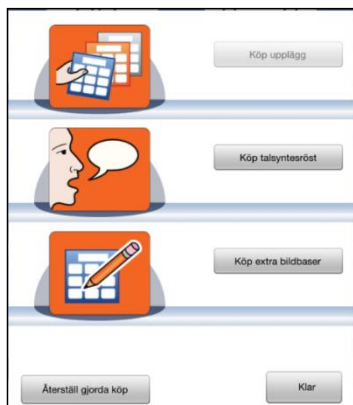 Köp upplägg
Köp talsyntesröst
Köp extra bildbaser
Återställ gjorda köp
Klar